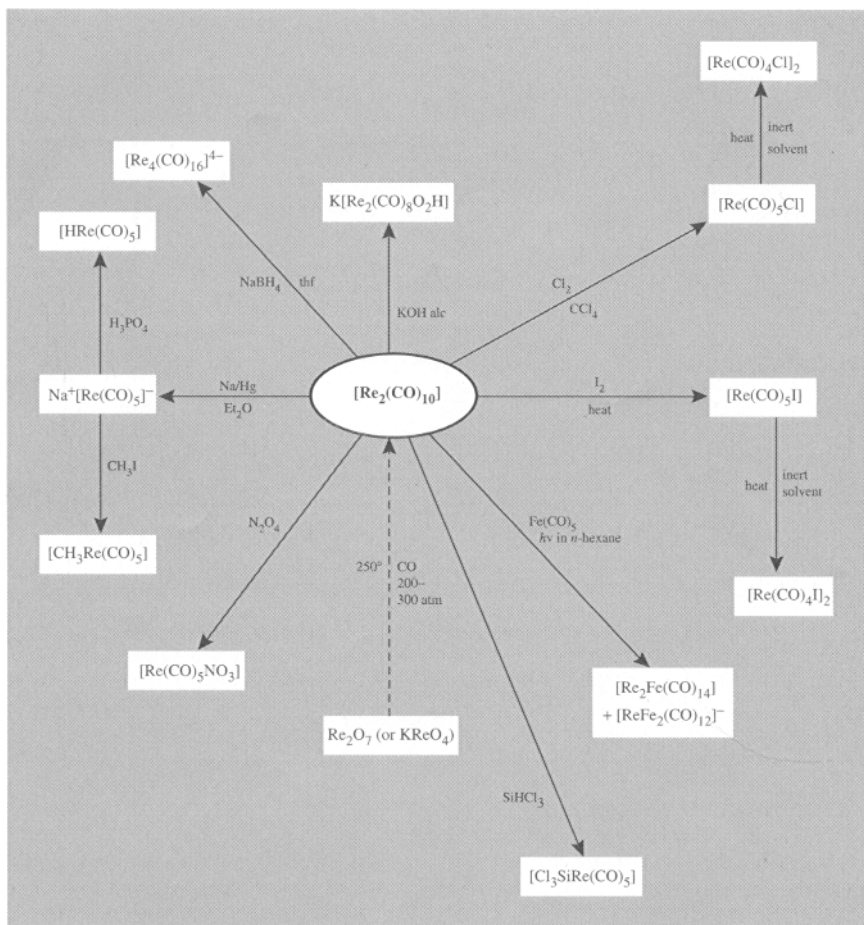 [Re(CO)4Cl]2
heat
inert
solvent
[Re4(CO)16]4–
K[Re2(CO)8O2H]
[Re(CO)5Cl]
[HRe(CO)5]
NaBH4 thf
Cl2
CCl4
H3PO4
KOH alc
Na+[Re(CO)5]–
Na/Hg
Et2O
[Re2(CO)10]
I2
heat
[Re(CO)5I]
CH3I
heat
inert
solvent
N2O4
Fe(CO)5
hν in n-hexane
[CH3Re(CO)5]
250°
CO
200–
300 atm
[Re(CO)4I]2
[Re(CO)5NO3]
[Re2Fe(CO)14]
+ [ReFe2(CO)12]–
Re2O7 (or KReO4)
SiHCl3
[Cl3SiRe(CO)5]